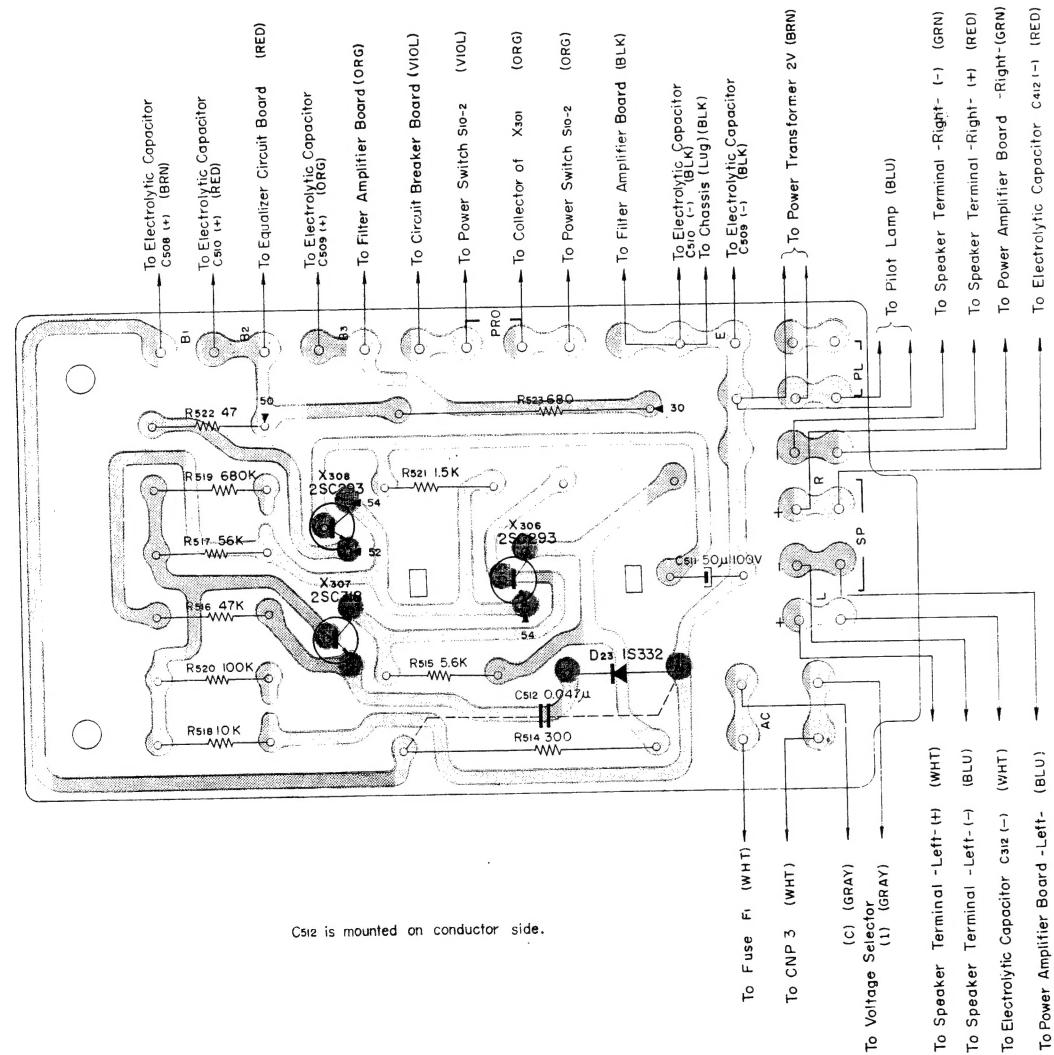 To Electrolytic Capacitor
C508 (+) (BRN)
To Electrolytic Capacitor
C510 (+) (RED)
To Equalizer Circuit Board (RED)
To Electrolytic Capacitor
C509 (+) (ORG)
To Filter Amplifier Board (ORG)
To Circuit Breaker Board (VIOL)
To Power Switch S10-2 (VIOL)
To Collector of X301 (ORG)
To Power Switch S10-2 (ORG)
To Filter Amplifier Board (BLK)
To Electrolytic Capacitor
C510 (-) (BLK)
To Chassis (Lug) (BLK)
To Electrolytic Capacitor
C509 (-) (BLK)
To Power Transformer 2V (BRN)
To Pilot Lamp (BLU)
To Speaker Terminal -Right- (-) (GRN)
To Speaker Terminal -Right- (+) (RED)
To Power Amplifier Board -Right- (GRN)
To Electrolytic Capacitor C412 (-) (RED)
B1
B2
B3
PRO
E
PL
50
R522 47
R523 680
30
R519 680K
X308
2SC293
54
R521 1.5K
R
+
-
SP
R517 56K
52
X306
2SC293
C511 50μ/100V
X307
2SC318
R516 47K
54
-
L
+
R520 100K
R515 5.6K
D23 1S332
C512 0.047μ
R518 10K
R514 300
AC
C512 is mounted on conductor side.
To Fuse F1 (WHT)
To CNP 3 (WHT)
(C) (GRAY)
To Voltage Selector
(1) (GRAY)
To Speaker Terminal -Left- (+) (WHT)
To Speaker Terminal -Left- (-) (BLU)
To Electrolytic Capacitor C312 (-) (WHT)
To Power Amplifier Board -Left- (BLU)